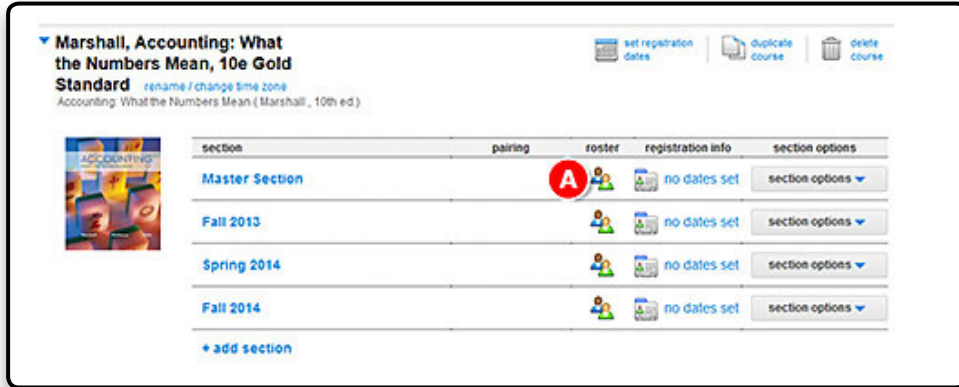 Marshall, Accounting: What
the Numbers Mean, 10e Gold
Standard rename / change time zone
Accounting: What the Numbers Mean ( Marshall , 10th ed.)
set registration
dates
duplicate
course
delete
course
ACCOUNTING
section pairing roster registration info section options
Master Section A no dates set section options
Fall 2013 no dates set section options
Spring 2014 no dates set section options
Fall 2014 no dates set section options
+ add section